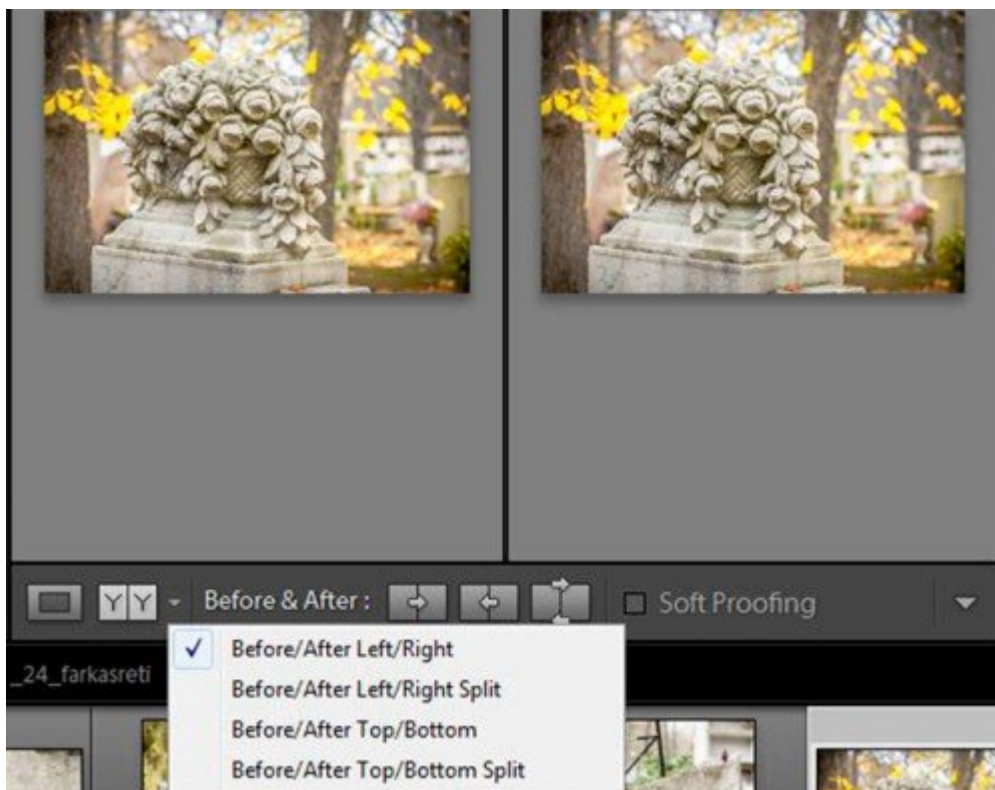 YY Before & After : Soft Proofing
_24_farkasreti
Before/After Left/Right
Before/After Left/Right Split
Before/After Top/Bottom
Before/After Top/Bottom Split